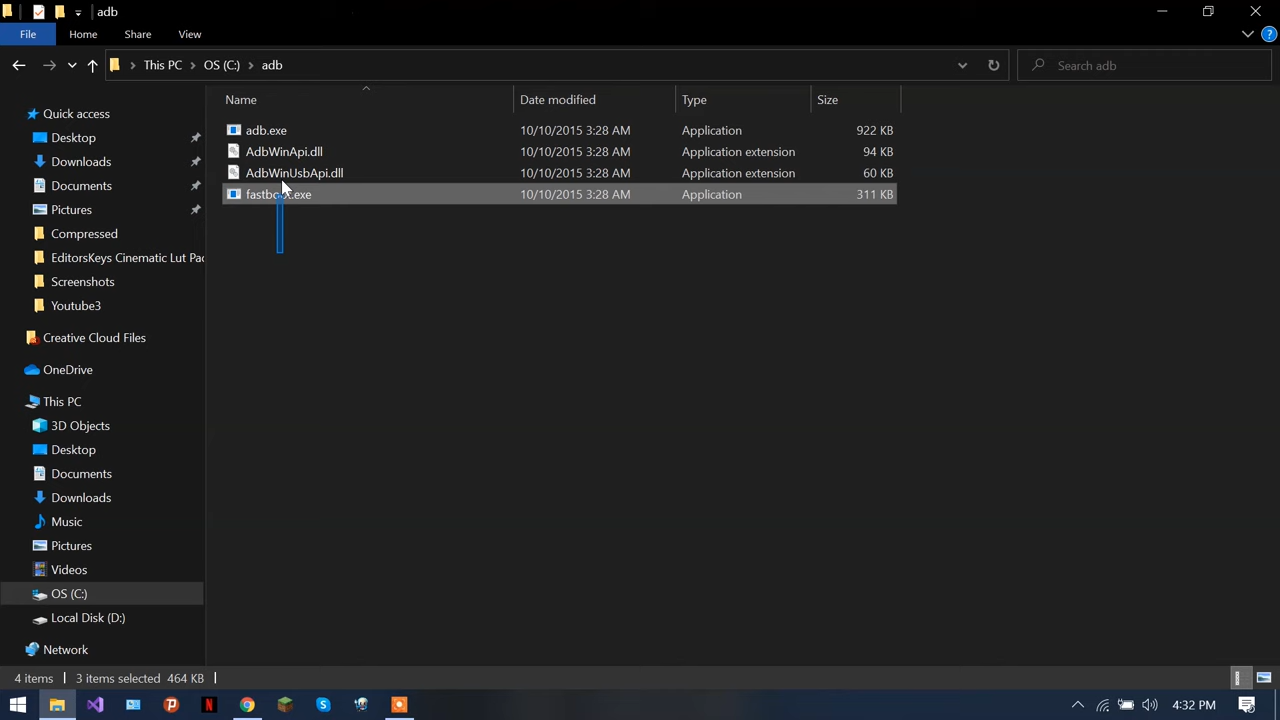 adb
File Home Share View
This PC OS (C:) adb
Search adb
Name Date modified Type Size
adb.exe 10/10/2015 3:28 AM Application 922 KB
AdbWinApi.dll 10/10/2015 3:28 AM Application extension 94 KB
AdbWinUsbApi.dll 10/10/2015 3:28 AM Application extension 60 KB
fastboot.exe 10/10/2015 3:28 AM Application 311 KB
Quick access
Desktop
Downloads
Documents
Pictures
Compressed
EditorsKeys Cinematic Lut Pac
Screenshots
Youtube3
Creative Cloud Files
OneDrive
This PC
3D Objects
Desktop
Documents
Downloads
Music
Pictures
Videos
OS (C:)
Local Disk (D:)
Network
4 items 3 items selected 464 KB
4:32 PM